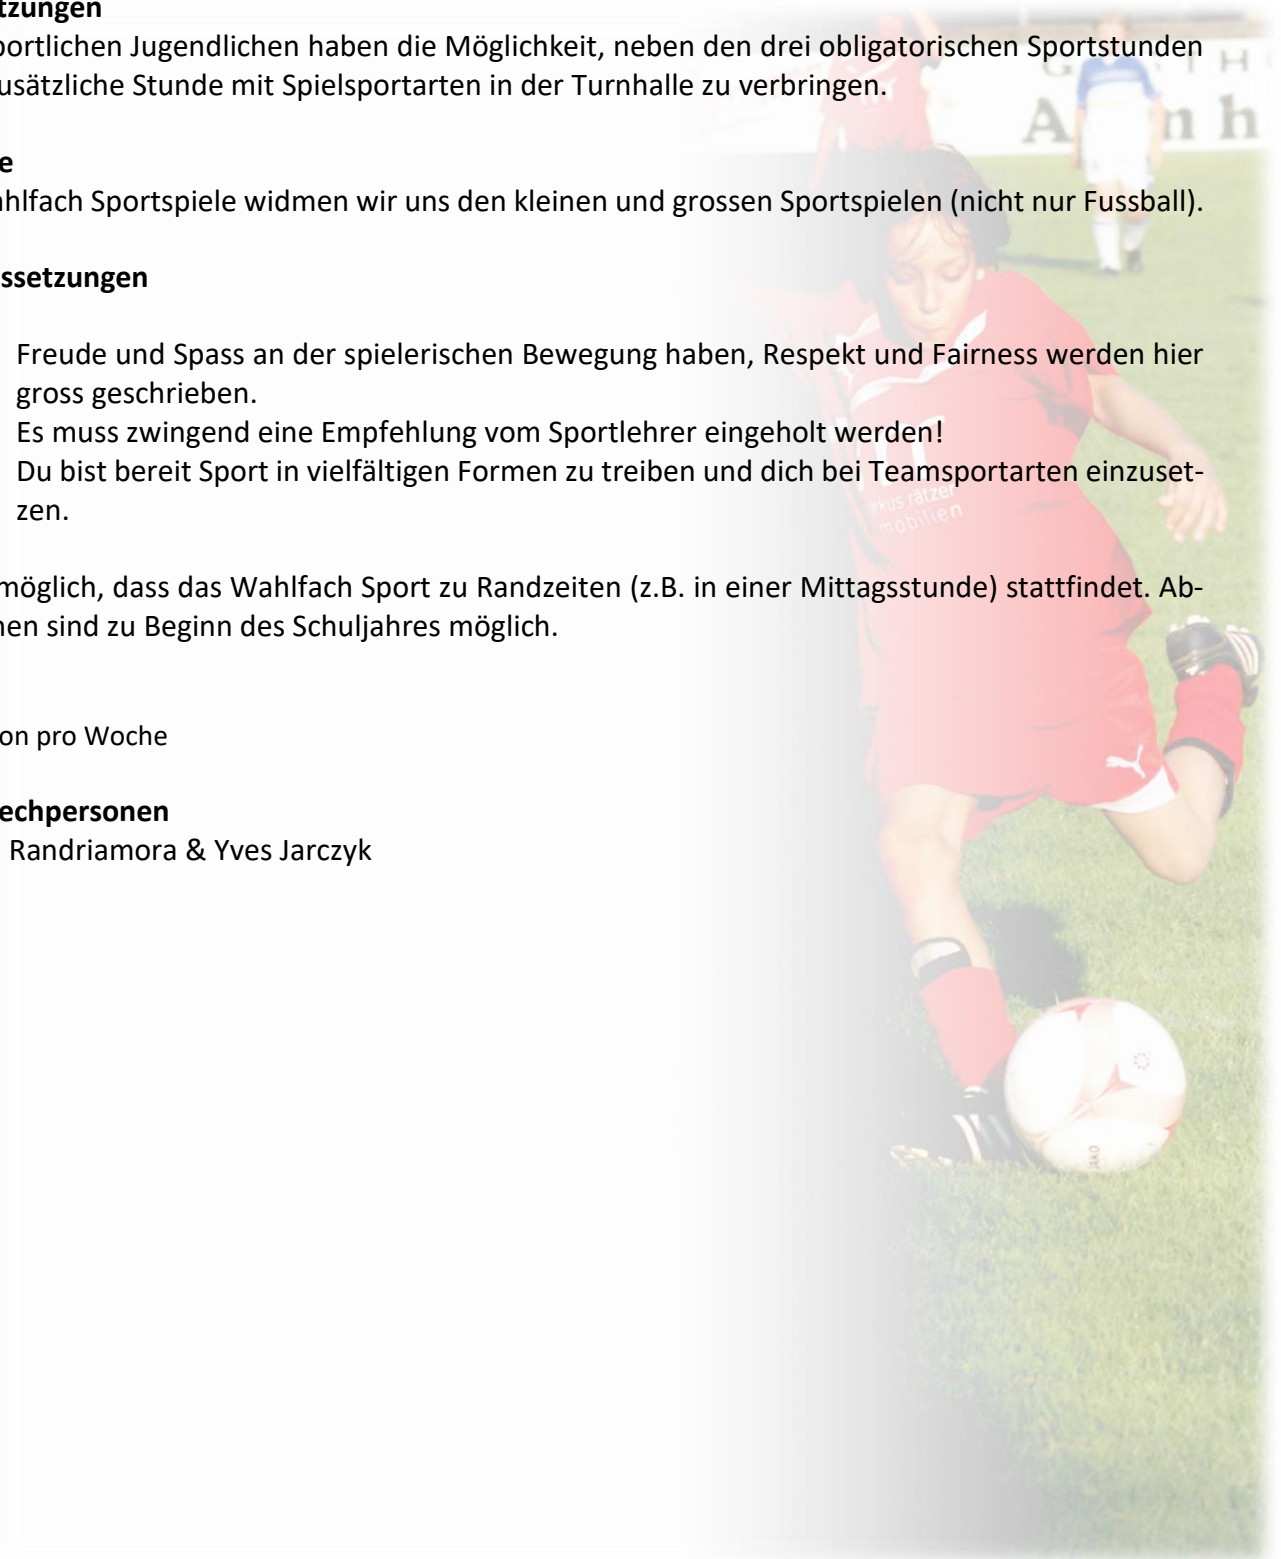 tzungen
portlichen Jugendlichen haben die Möglichkeit, neben den drei obligatorischen Sportstunden
usätzliche Stunde mit Spielsportarten in der Turnhalle zu verbringen.
e
ahlfach Sportspiele widmen wir uns den kleinen und grossen Sportspielen (nicht nur Fussball).
ssetzungen
Freude und Spass an der spielerischen Bewegung haben, Respekt und Fairness werden hier
gross geschrieben.
Es muss zwingend eine Empfehlung vom Sportlehrer eingeholt werden!
Du bist bereit Sport in vielfältigen Formen zu treiben und dich bei Teamsportarten einzuset-
zen.
möglich, dass das Wahlfach Sport zu Randzeiten (z.B. in einer Mittagsstunde) stattfindet. Ab-
nen sind zu Beginn des Schuljahres möglich.
on pro Woche
echpersonen
Randriamora & Yves Jarczyk
rkus rätzer
mobilien
JAKO